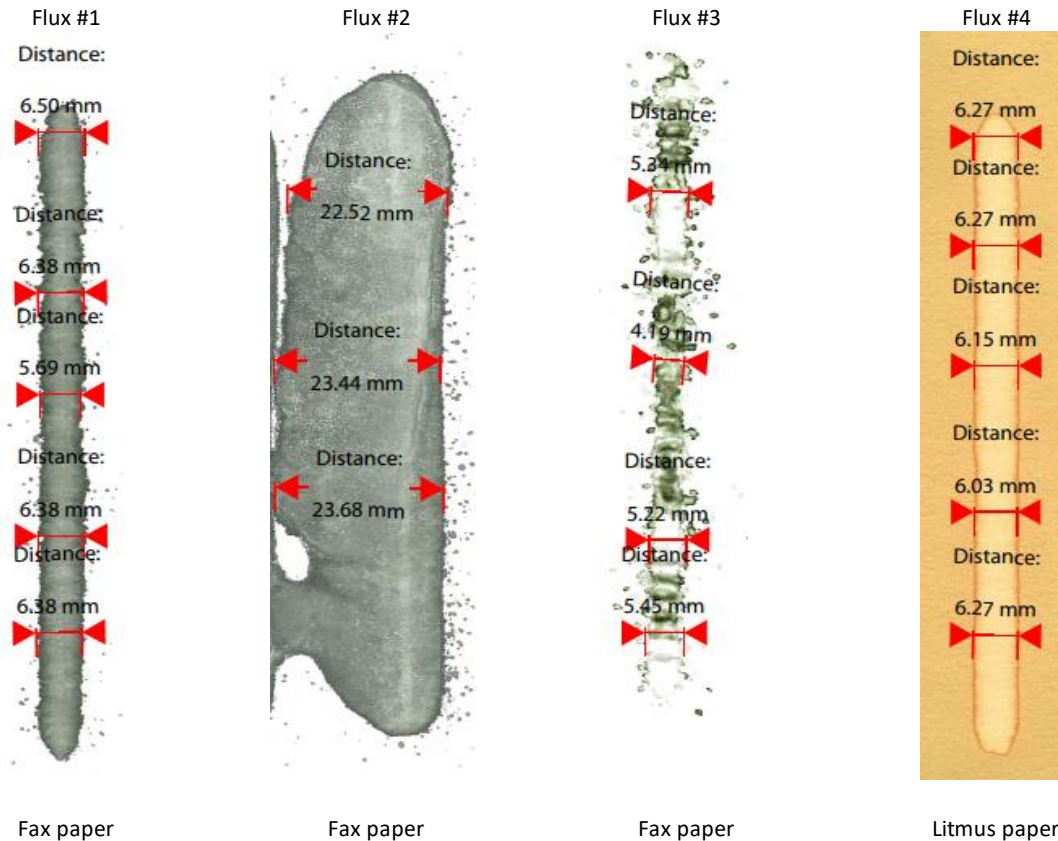 Flux #1
Distance:
6.50 mm
Distance:
6.38 mm
Distance:
5.69 mm
Distance:
6.38 mm
Distance:
6.38 mm
Fax paper
Flux #2
Distance:
22.52 mm
Distance:
23.44 mm
Distance:
23.68 mm
Fax paper
Flux #3
Distance:
5.34 mm
Distance:
4.19 mm
Distance:
5.22 mm
Distance:
5.45 mm
Fax paper
Flux #4
Distance:
6.27 mm
Distance:
6.27 mm
Distance:
6.15 mm
Distance:
6.03 mm
Distance:
6.27 mm
Litmus paper